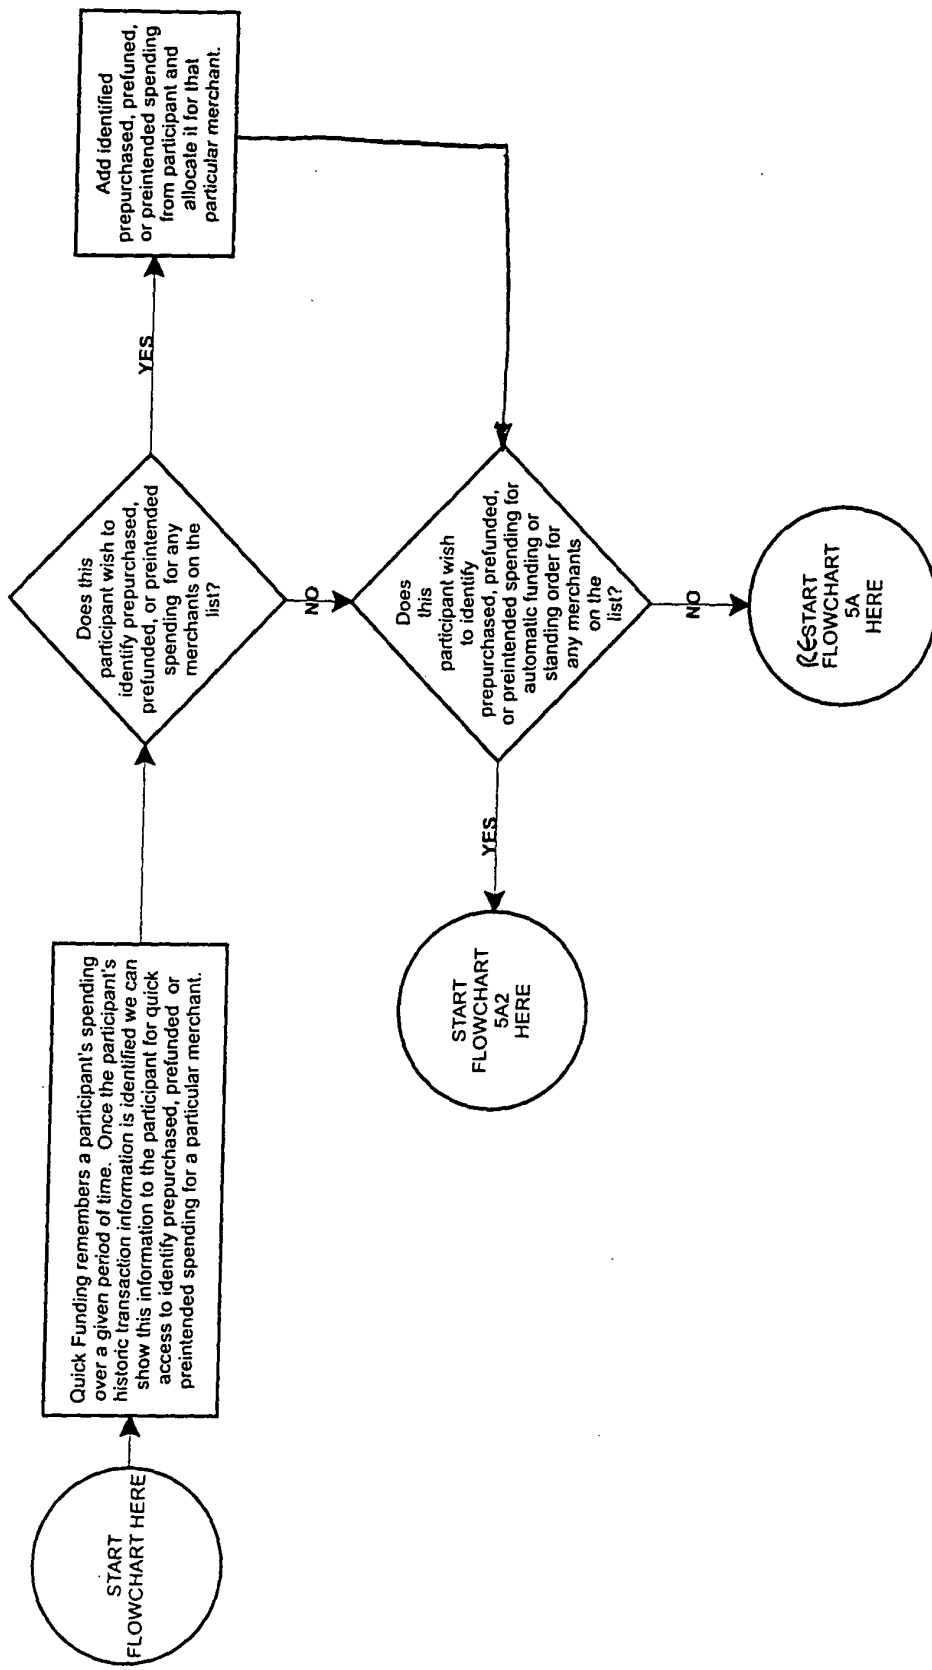 START
FLOWCHART HERE
Quick Funding remembers a participant's spending
over a given period of time. Once the participant's
historic transaction information is identified we can
show this information to the participant for quick
access to identify prepurchased, prefunded or
preintended spending for a particular merchant.
Does this
participant wish to
identify prepurchased,
prefunded, or preintended
spending for any
merchants on the
list?
YES
Add identified
prepurchased, prefuned,
or preintended spending
from participant and
allocate it for that
particular merchant.
NO
Does
this
participant wish
to identify
prepurchased, prefunded,
or preintended spending for
automatic funding or
standing order for
any merchants
on the
list?
YES
START
FLOWCHART
5A2
HERE
NO
RESTART
FLOWCHART
5A
HERE